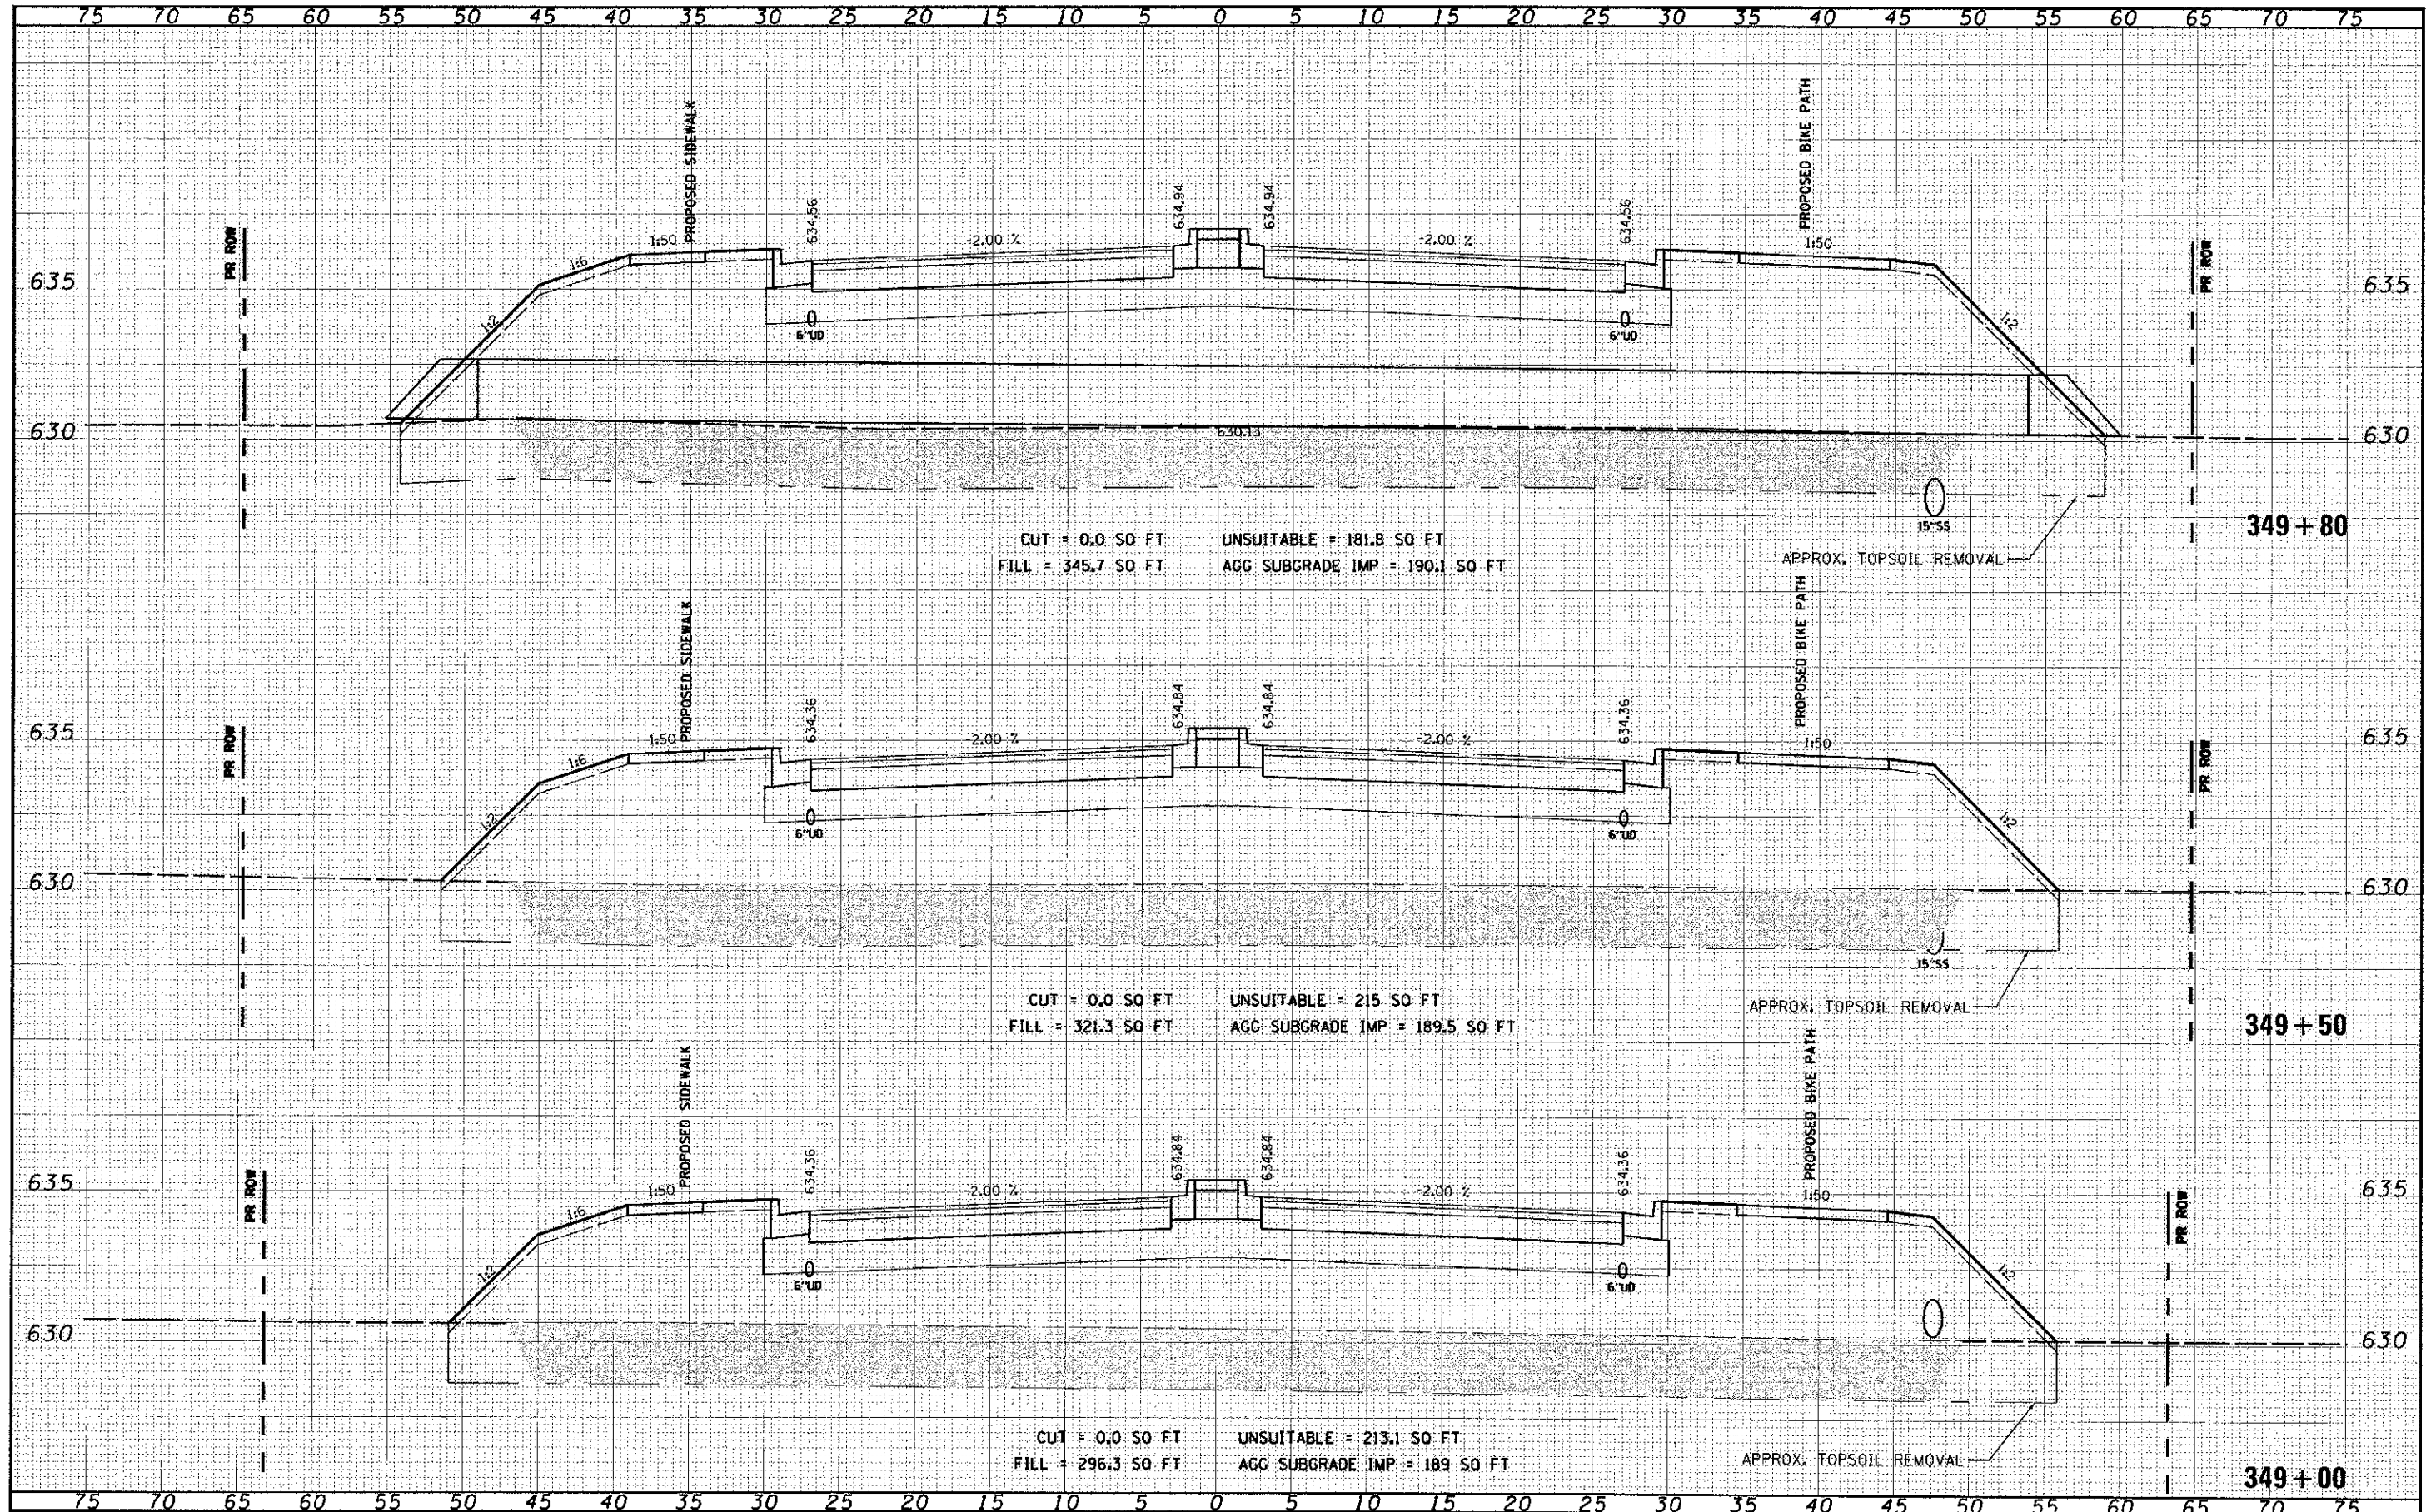 75 70 65 60 55 50 45 40 35 30 25 20 15 10 5 0 5 10 15 20 25 30 35 40 45 50 55 60 65 70 75
PROPOSED SIDEWALK
PROPOSED BIKE PATH
PR ROW
634.56
634.94
634.94
634.56
PR ROW
1:50
-2.00 %
-2.00 %
1:50
1:6
635
635
1:2
6"UD
6"UD
1:2
630
630.13
630
15"SS
349+80
CUT = 0.0 SQ FT UNSUITABLE = 181.8 SQ FT
FILL = 345.7 SQ FT AGG SUBGRADE IMP = 190.1 SQ FT
APPROX. TOPSOIL REMOVAL
PROPOSED SIDEWALK
PROPOSED BIKE PATH
PR ROW
634.36
634.84
634.84
634.36
PR ROW
635
1:50
-2.00 %
-2.00 %
1:50
635
1:6
1:2
6"UD
6"UD
1:2
630
630
15"SS
CUT = 0.0 SQ FT UNSUITABLE = 215 SQ FT
FILL = 321.3 SQ FT AGG SUBGRADE IMP = 189.5 SQ FT
APPROX. TOPSOIL REMOVAL
349+50
PROPOSED SIDEWALK
PROPOSED BIKE PATH
PR ROW
634.36
634.84
634.84
634.36
PR ROW
635
1:50
-2.00 %
-2.00 %
1:50
635
1:6
1:2
6"UD
6"UD
1:2
630
630
CUT = 0.0 SQ FT UNSUITABLE = 213.1 SQ FT
FILL = 296.3 SQ FT AGG SUBGRADE IMP = 189 SQ FT
APPROX. TOPSOIL REMOVAL
349+00
75 70 65 60 55 50 45 40 35 30 25 20 15 10 5 0 5 10 15 20 25 30 35 40 45 50 55 60 65 70 75